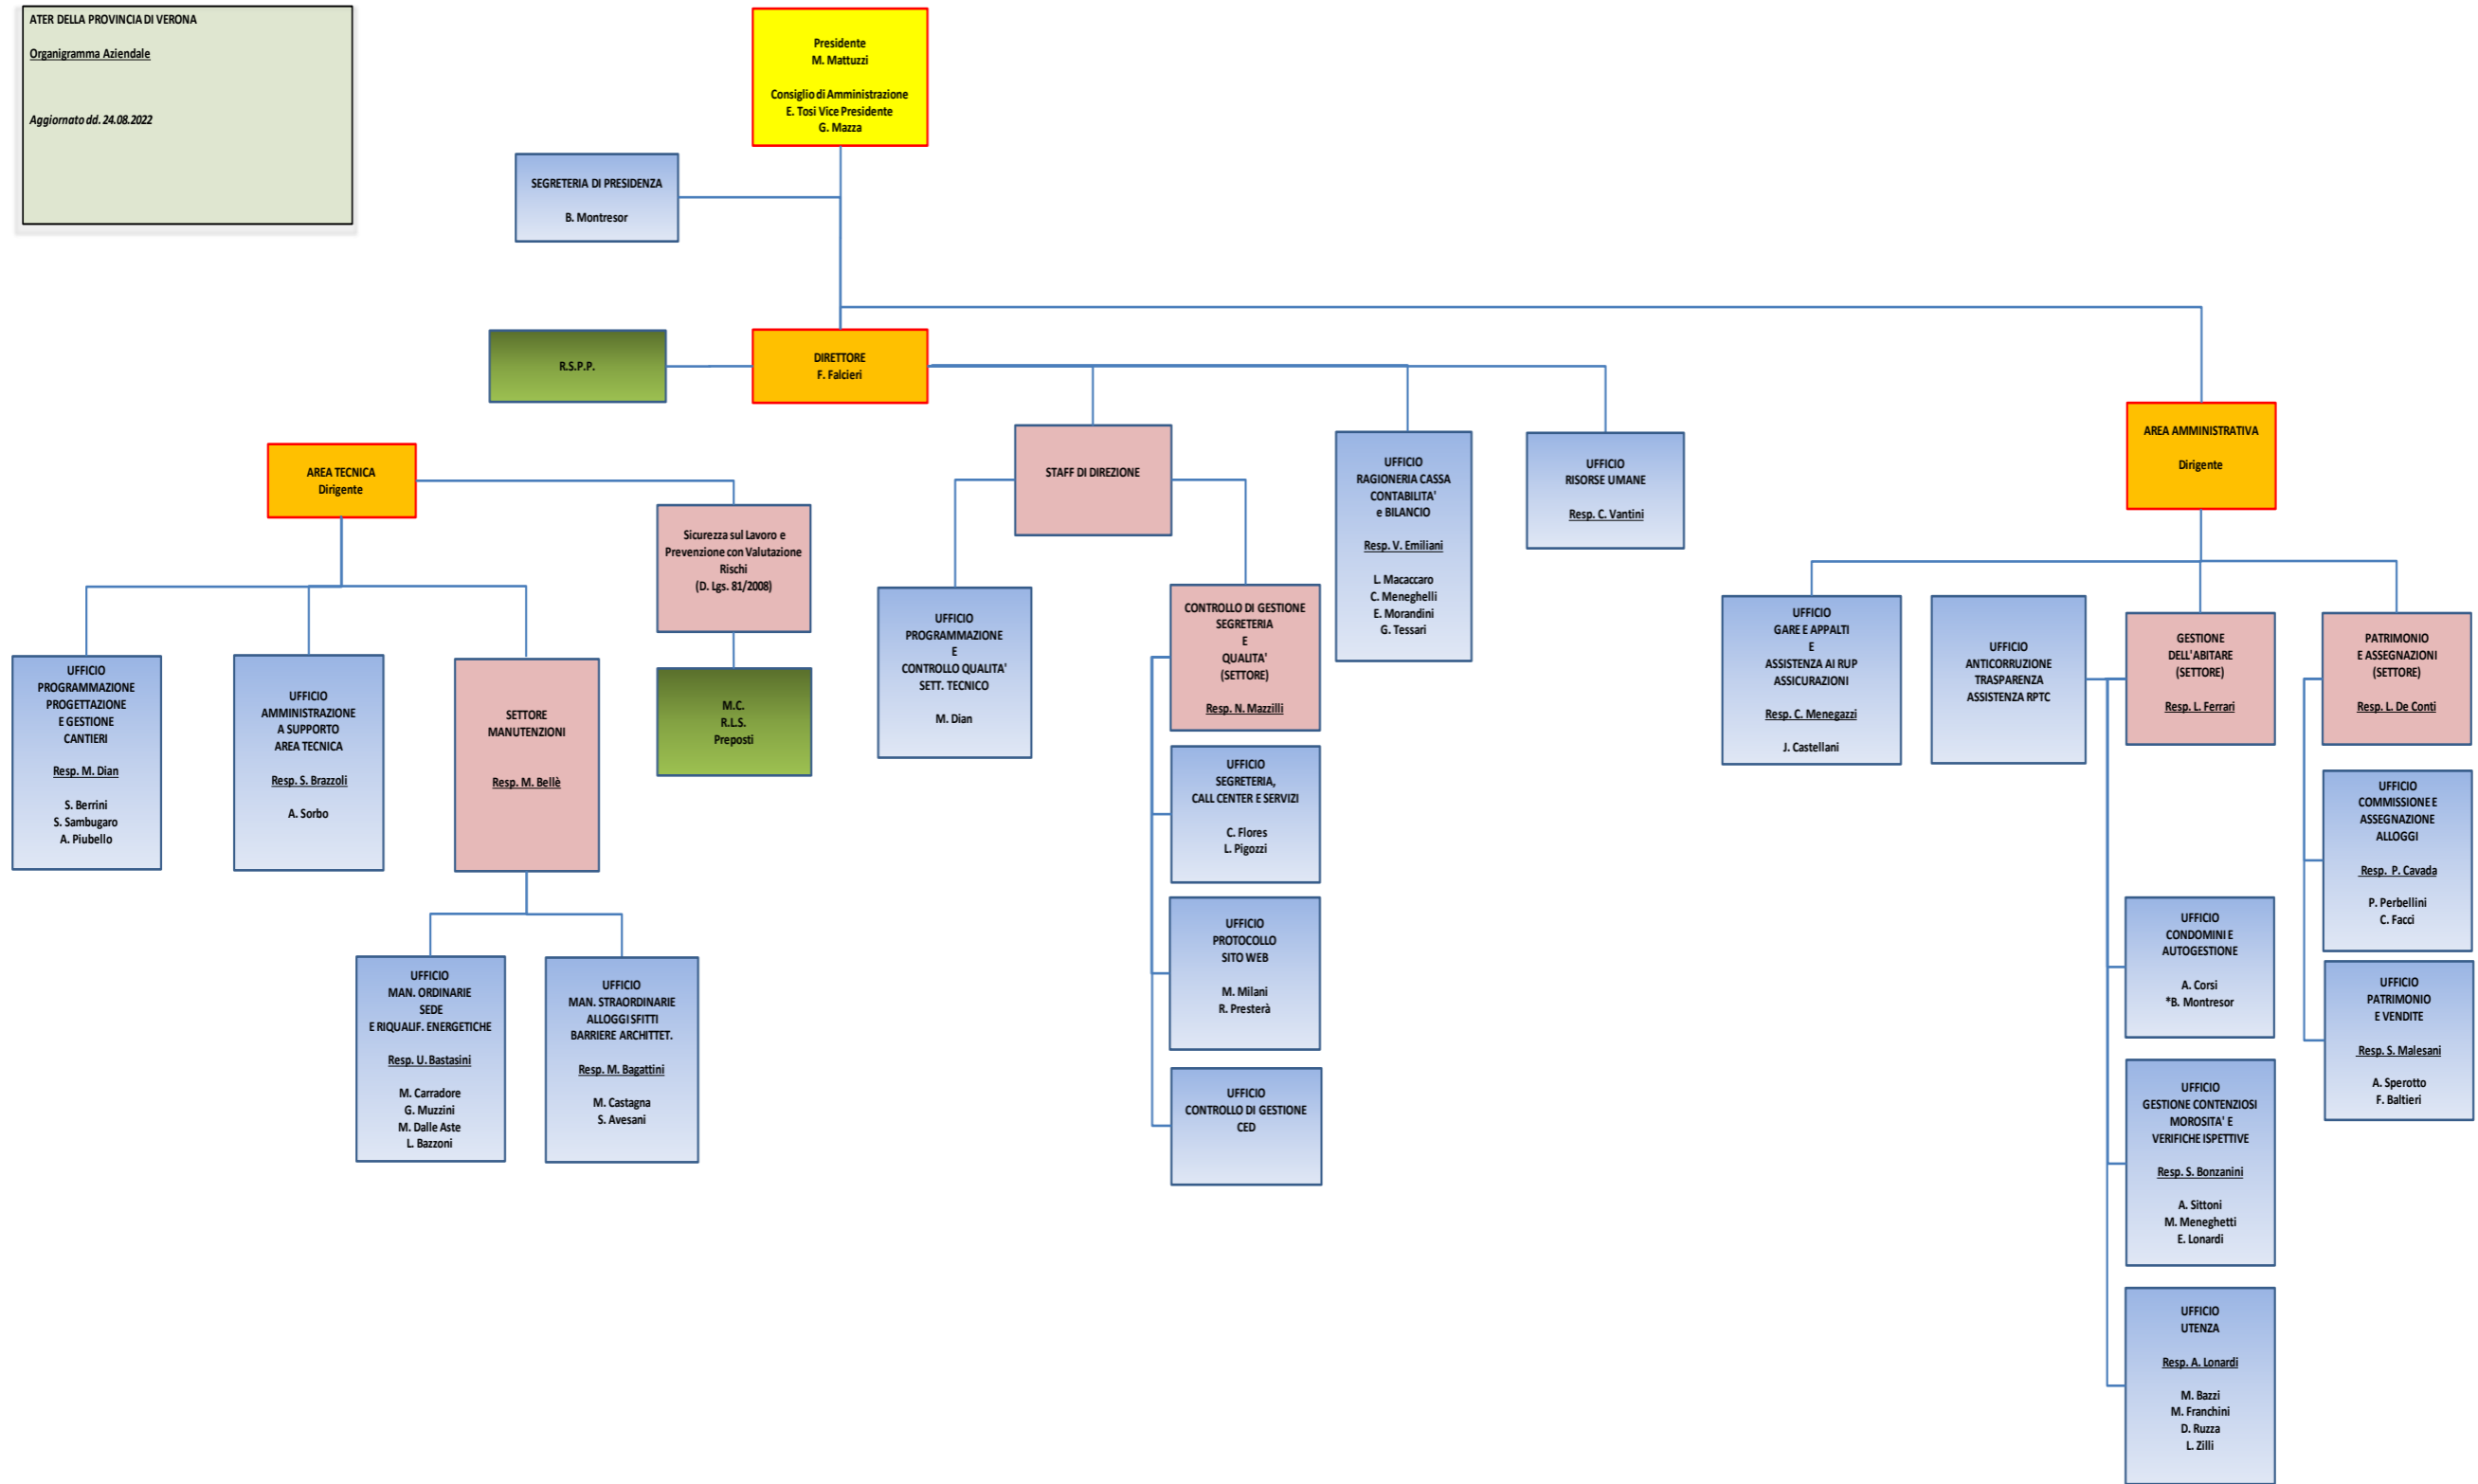 ATER DELLA PROVINCIA DI VERONA
Organigramma Aziendale
Aggiornato dd. 24.08.2022
Presidente
M. Mattuzzi
Consiglio di Amministrazione
E. Tosi Vice Presidente
G. Mazza
SEGRETERIA DI PRESIDENZA
B. Montresor
R.S.P.P.
DIRETTORE
F. Falcieri
AREA TECNICA
Dirigente
Sicurezza sul Lavoro e
Prevenzione con Valutazione
Rischi
(D. Lgs. 81/2008)
M.C.
R.L.S.
Preposti
UFFICIO
PROGRAMMAZIONE
PROGETTAZIONE
E GESTIONE
CANTIERI
Resp. M. Dian
S. Berrini
S. Sambugaro
A. Piubello
UFFICIO
AMMINISTRAZIONE
A SUPPORTO
AREA TECNICA
Resp. S. Brazzoli
A. Sorbo
SETTORE
MANUTENZIONI
Resp. M. Bellè
UFFICIO
MAN. ORDINARIE
SEDE
E RIQUALIF. ENERGETICHE
Resp. U. Bastasini
M. Carradore
G. Muzzini
M. Dalle Aste
L. Bazzoni
UFFICIO
MAN. STRAORDINARIE
ALLOGGI SFITTI
BARRIERE ARCHITTET.
Resp. M. Bagattini
M. Castagna
S. Avesani
STAFF DI DIREZIONE
UFFICIO
PROGRAMMAZIONE
E
CONTROLLO QUALITA'
SETT. TECNICO
M. Dian
CONTROLLO DI GESTIONE
SEGRETERIA
E
QUALITA'
(SETTORE)
Resp. N. Mazzilli
UFFICIO
SEGRETERIA,
CALL CENTER E SERVIZI
C. Flores
L. Pigozzi
UFFICIO
PROTOCOLLO
SITO WEB
M. Milani
R. Presterà
UFFICIO
CONTROLLO DI GESTIONE
CED
UFFICIO
RAGIONERIA CASSA
CONTABILITA'
e BILANCIO
Resp. V. Emiliani
L. Macaccaro
C. Meneghelli
E. Morandini
G. Tessari
UFFICIO
RISORSE UMANE
Resp. C. Vantini
AREA AMMINISTRATIVA
Dirigente
UFFICIO
GARE E APPALTI
E
ASSISTENZA AI RUP
ASSICURAZIONI
Resp. C. Menegazzi
J. Castellani
UFFICIO
ANTICORRUZIONE
TRASPARENZA
ASSISTENZA RPTC
GESTIONE
DELL'ABITARE
(SETTORE)
Resp. L. Ferrari
UFFICIO
CONDOMINI E
AUTOGESTIONE
A. Corsi
*B. Montresor
UFFICIO
GESTIONE CONTENZIOSI
MOROSITA' E
VERIFICHE ISPETTIVE
Resp. S. Bonzanini
A. Sittoni
M. Meneghetti
E. Lonardi
UFFICIO
UTENZA
Resp. A. Lonardi
M. Bazzi
M. Franchini
D. Ruzza
L. Zilli
PATRIMONIO
E ASSEGNAZIONI
(SETTORE)
Resp. L. De Conti
UFFICIO
COMMISSIONE E
ASSEGNAZIONE
ALLOGGI
Resp. P. Cavada
P. Perbellini
C. Facci
UFFICIO
PATRIMONIO
E VENDITE
Resp. S. Malesani
A. Sperotto
F. Baltieri